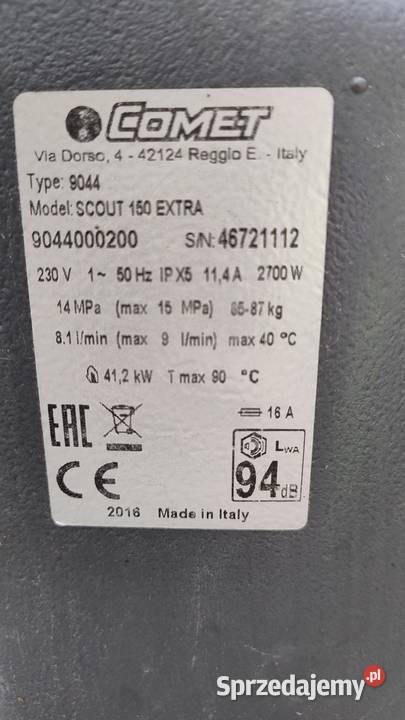 COMET
Via Dorso, 4 - 42124 Reggio E. - Italy
Type: 9044
Model: SCOUT 150 EXTRA
9044000200 S/N: 46721112
230 V 1~ 50 Hz IP X5 11,4 A 2700 W
14 MPa (max 15 MPa) 85-87 kg
8.1 l/min (max 9 l/min) max 40 °C
41,2 kW T max 90 °C
16 A
EAC
CE
LWA
94 dB
2016 Made in Italy
Sprzedajemy.pl